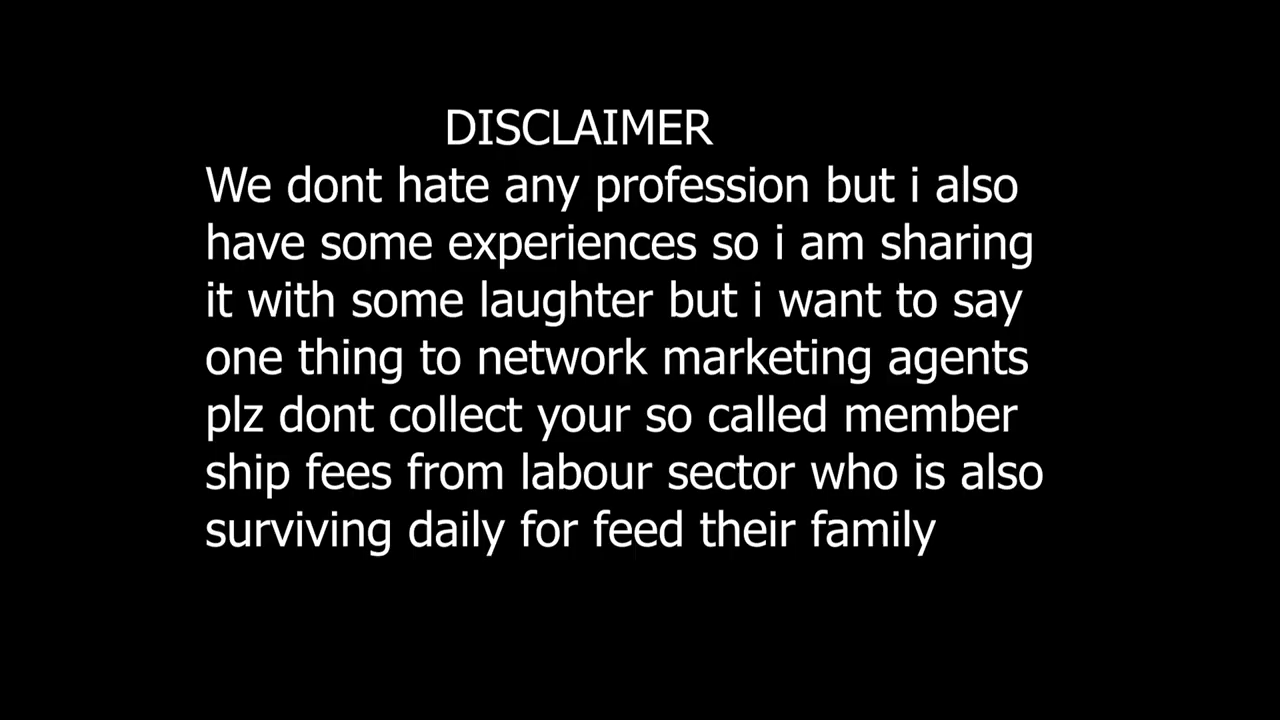 DISCLAIMER
We dont hate any profession but i also
have some experiences so i am sharing
it with some laughter but i want to say
one thing to network marketing agents
plz dont collect your so called member
ship fees from labour sector who is also
surviving daily for feed their family